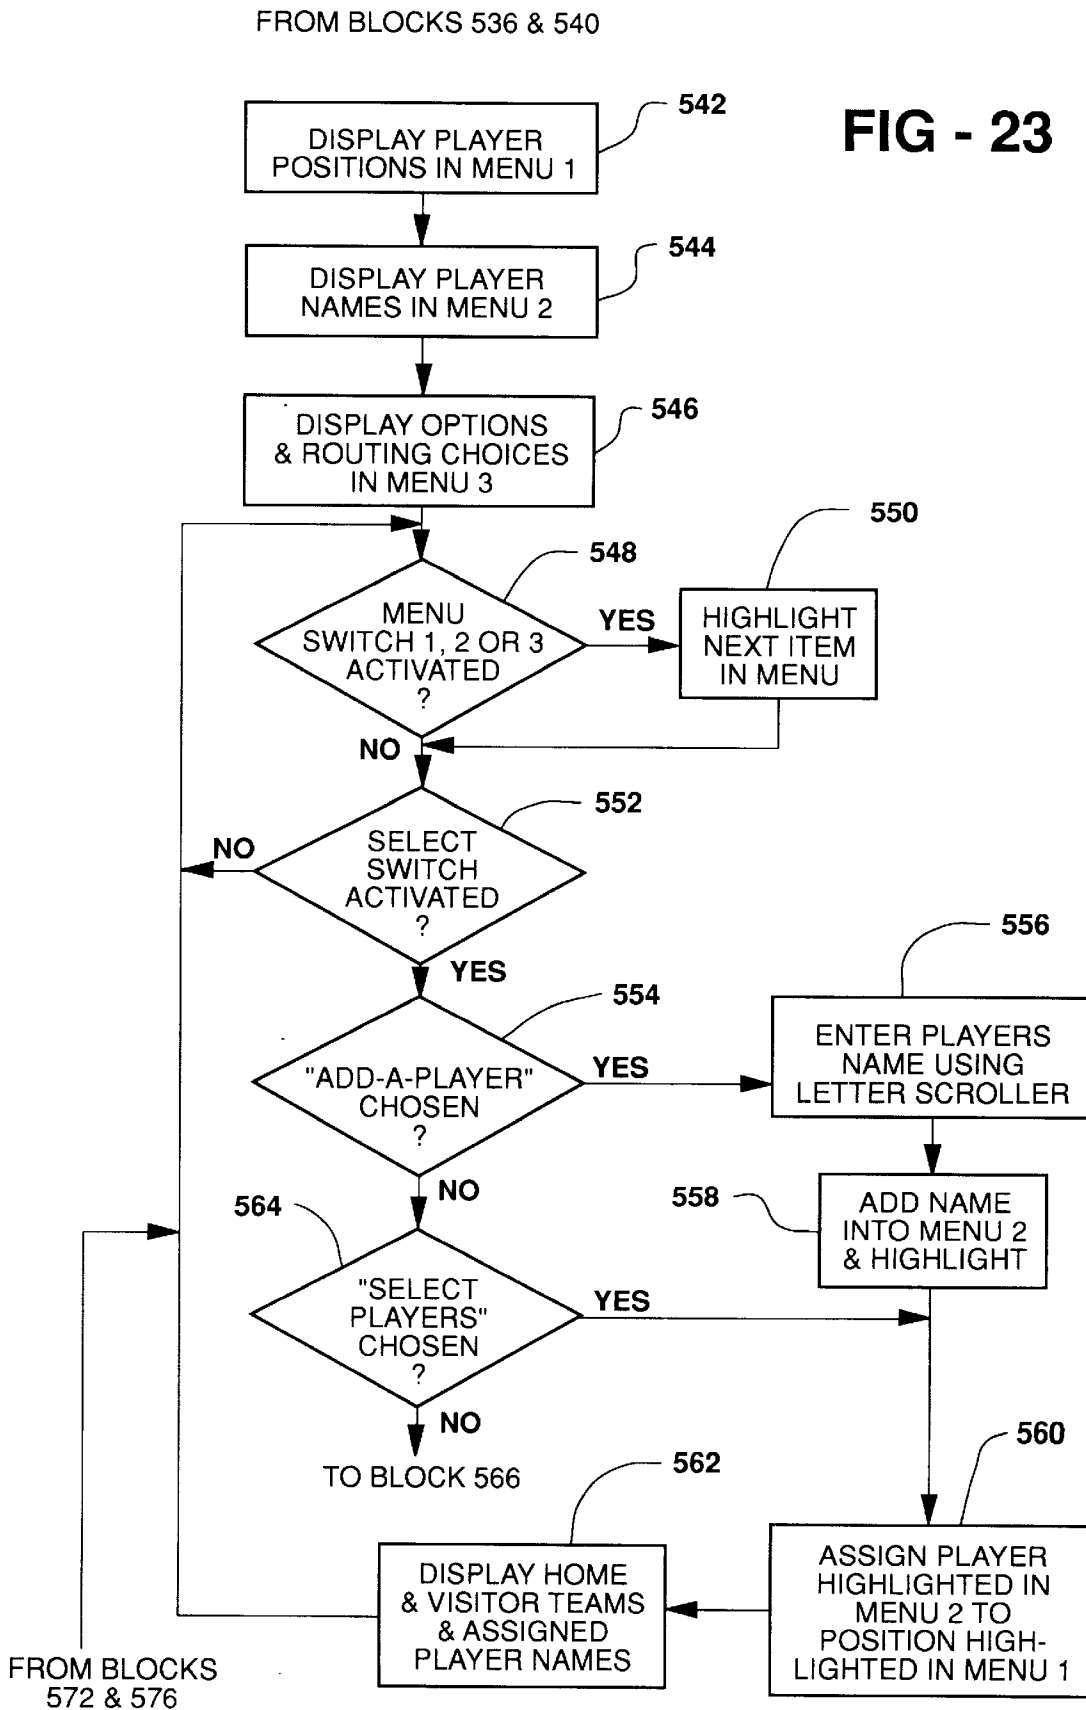 FROM BLOCKS 536 & 540
FIG - 23
542
DISPLAY PLAYER
POSITIONS IN MENU 1
544
DISPLAY PLAYER
NAMES IN MENU 2
546
DISPLAY OPTIONS
& ROUTING CHOICES
IN MENU 3
548
MENU
SWITCH 1, 2 OR 3
ACTIVATED
?
YES
550
HIGHLIGHT
NEXT ITEM
IN MENU
NO
552
SELECT
SWITCH
ACTIVATED
?
NO
YES
554
"ADD-A-PLAYER"
CHOSEN
?
YES
556
ENTER PLAYERS
NAME USING
LETTER SCROLLER
558
ADD NAME
INTO MENU 2
& HIGHLIGHT
NO
564
"SELECT
PLAYERS"
CHOSEN
?
YES
NO
TO BLOCK 566
560
ASSIGN PLAYER
HIGHLIGHTED IN
MENU 2 TO
POSITION HIGH-
LIGHTED IN MENU 1
562
DISPLAY HOME
& VISITOR TEAMS
& ASSIGNED
PLAYER NAMES
FROM BLOCKS
572 & 576